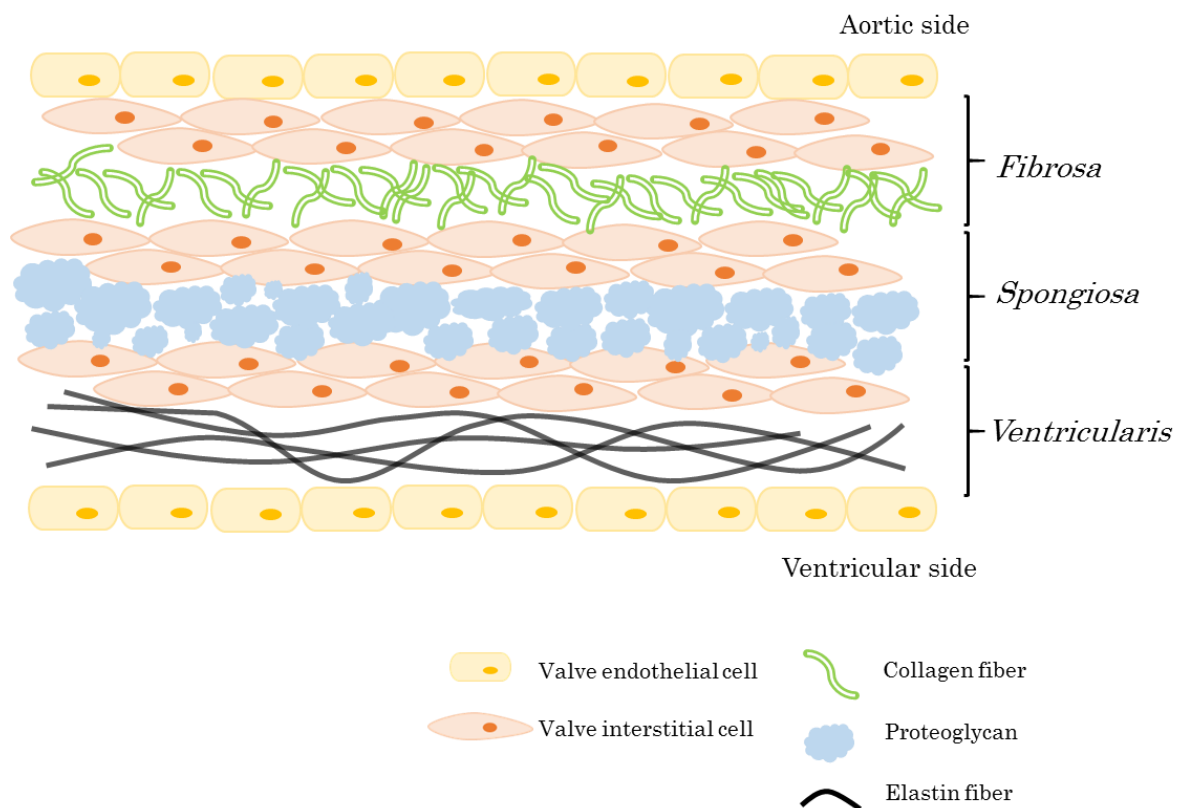 Aortic side
Fibrosa
Spongiosa
Ventricularis
Ventricular side
Valve endothelial cell
Collagen fiber
Valve interstitial cell
Proteoglycan
Elastin fiber